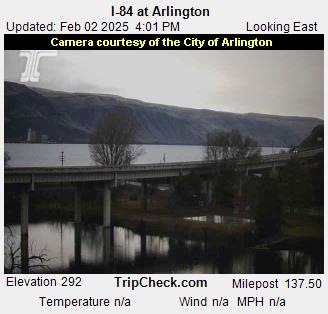 I-84 at Arlington
Updated: Feb 02 2025 4:01 PM Looking East
Camera courtesy of the City of Arlington
Elevation 292 TripCheck.com Milepost 137.50
Temperature n/a Wind n/a MPH n/a